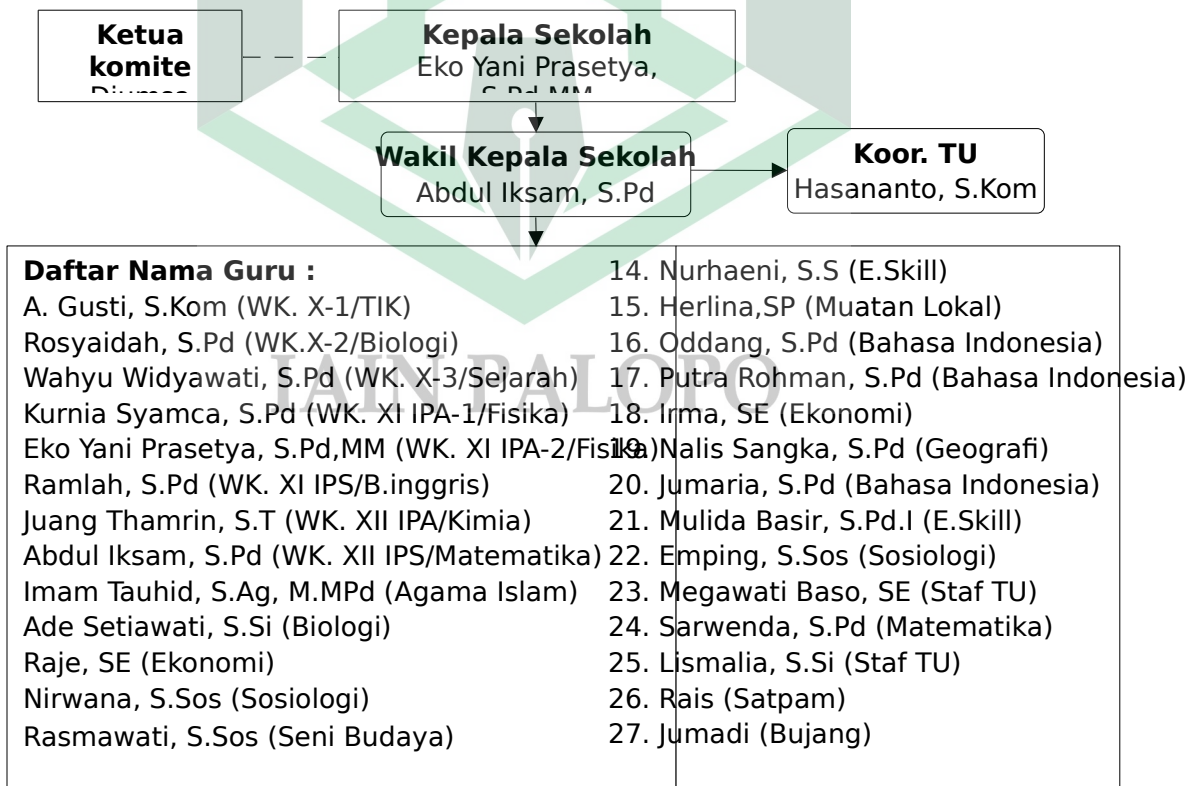 Ketua
komite
Kepala Sekolah
Eko Yani Prasetya,
S.Pd,MM
Wakil Kepala Sekolah
Abdul Iksam, S.Pd
Koor. TU
Hasananto, S.Kom
Daftar Nama Guru :
A. Gusti, S.Kom (WK. X-1/TIK)
Rosyaidah, S.Pd (WK.X-2/Biologi)
Wahyu Widyawati, S.Pd (WK. X-3/Sejarah)
Kurnia Syamca, S.Pd (WK. XI IPA-1/Fisika)
Eko Yani Prasetya, S.Pd,MM (WK. XI IPA-2/Fisika)
Ramlah, S.Pd (WK. XI IPS/B.inggris)
Juang Thamrin, S.T (WK. XII IPA/Kimia)
Abdul Iksam, S.Pd (WK. XII IPS/Matematika)
Imam Tauhid, S.Ag, M.MPd (Agama Islam)
Ade Setiawati, S.Si (Biologi)
Raje, SE (Ekonomi)
Nirwana, S.Sos (Sosiologi)
Rasmawati, S.Sos (Seni Budaya)
14. Nurhaeni, S.S (E.Skill)
15. Herlina,SP (Muatan Lokal)
16. Oddang, S.Pd (Bahasa Indonesia)
17. Putra Rohman, S.Pd (Bahasa Indonesia)
18. Irma, SE (Ekonomi)
19. Nalis Sangka, S.Pd (Geografi)
20. Jumaria, S.Pd (Bahasa Indonesia)
21. Mulida Basir, S.Pd.I (E.Skill)
22. Emping, S.Sos (Sosiologi)
23. Megawati Baso, SE (Staf TU)
24. Sarwenda, S.Pd (Matematika)
25. Lismalia, S.Si (Staf TU)
26. Rais (Satpam)
27. Jumadi (Bujang)
IAIN PALOPO